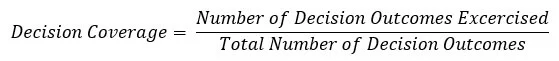 Decision Coverage = Number of Decision Outcomes Excercised
Total Number of Decision Outcomes